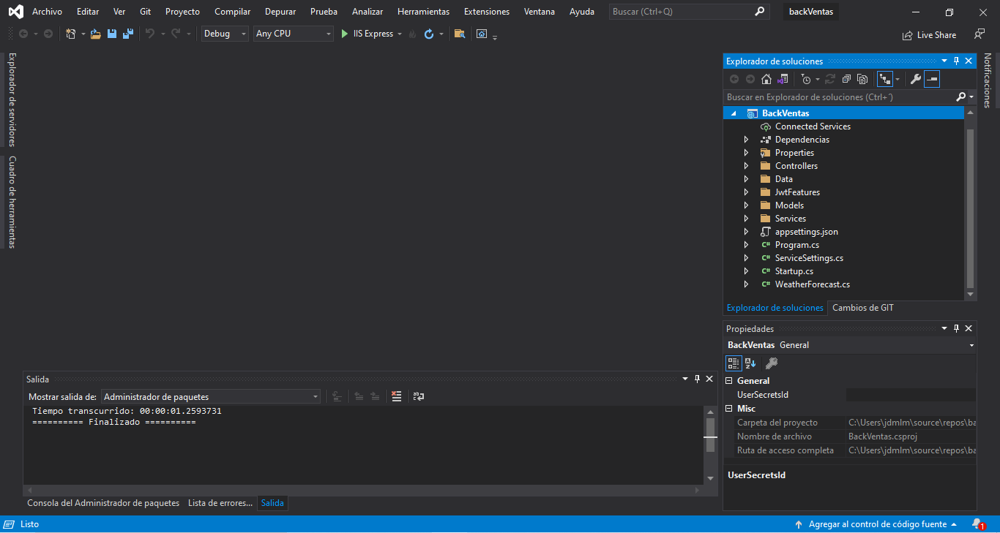 Archivo Editar Ver Git Proyecto Compilar Depurar Prueba Analizar Herramientas Extensiones Ventana Ayuda Buscar (Ctrl+Q) backVentas
Debug Any CPU IIS Express Live Share
Explorador de servidores
Cuadro de herramientas
Explorador de soluciones
Buscar en Explorador de soluciones (Ctrl+´)
BackVentas
Connected Services
Dependencias
Properties
Controllers
Data
JwtFeatures
Models
Services
appsettings.json
C# Program.cs
C# ServiceSettings.cs
C# Startup.cs
C# WeatherForecast.cs
Explorador de soluciones Cambios de GIT
Notificaciones
Propiedades
BackVentas General
General
UserSecretsId
Misc
Carpeta del proyecto C:\Users\jdmlm\source\repos\ba
Nombre de archivo BackVentas.csproj
Ruta de acceso completa C:\Users\jdmlm\source\repos\ba
UserSecretsId
Salida
Mostrar salida de: Administrador de paquetes
Tiempo transcurrido: 00:00:01.2593731
========== Finalizado ==========
Consola del Administrador de paquetes Lista de errores... Salida
Listo Agregar al control de código fuente 1